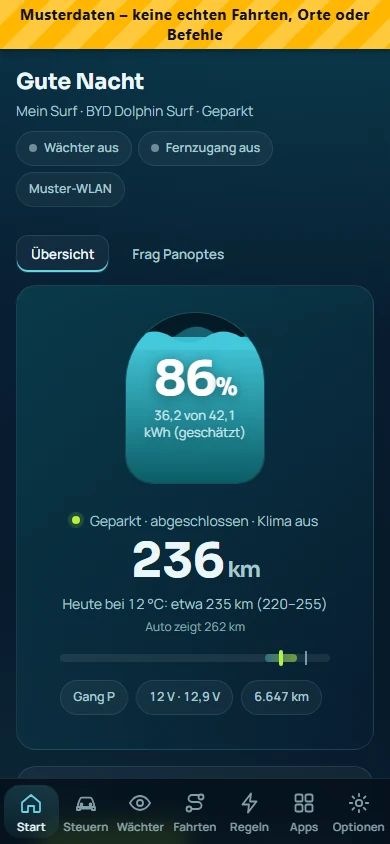 Musterdaten – keine echten Fahrten, Orte oder
Befehle
Gute Nacht
Mein Surf · BYD Dolphin Surf · Geparkt
Wächter aus
Fernzugang aus
Muster-WLAN
Übersicht
Frag Panoptes
86%
36,2 von 42,1
kWh (geschätzt)
Geparkt · abgeschlossen · Klima aus
236 km
Heute bei 12 °C: etwa 235 km (220–255)
Auto zeigt 262 km
Gang P
12 V · 12,9 V
6.647 km
Start
Steuern
Wächter
Fahrten
Regeln
Apps
Optionen